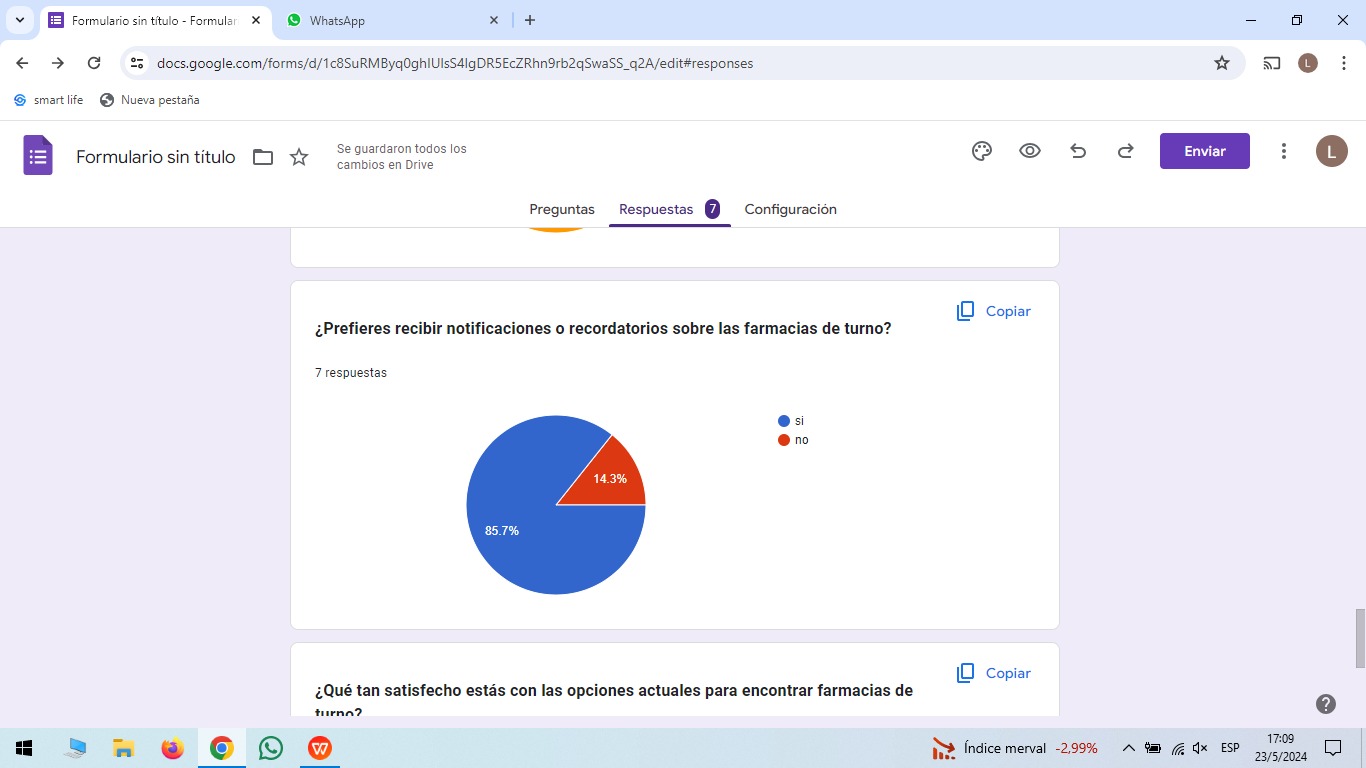 Formulario sin título - Formular
WhatsApp
docs.google.com/forms/d/1c8SuRMByq0ghlUlsS4lgDR5EcZRhn9rb2qSwaSS_q2A/edit#responses
L
smart life
Nueva pestaña
Formulario sin título
Se guardaron todos los
cambios en Drive
Enviar
L
Preguntas
Respuestas 7
Configuración
Copiar
¿Prefieres recibir notificaciones o recordatorios sobre las farmacias de turno?
7 respuestas
si
no
14.3%
85.7%
Copiar
¿Qué tan satisfecho estás con las opciones actuales para encontrar farmacias de
turno?
Índice merval -2,99%
ESP
17:09
23/5/2024